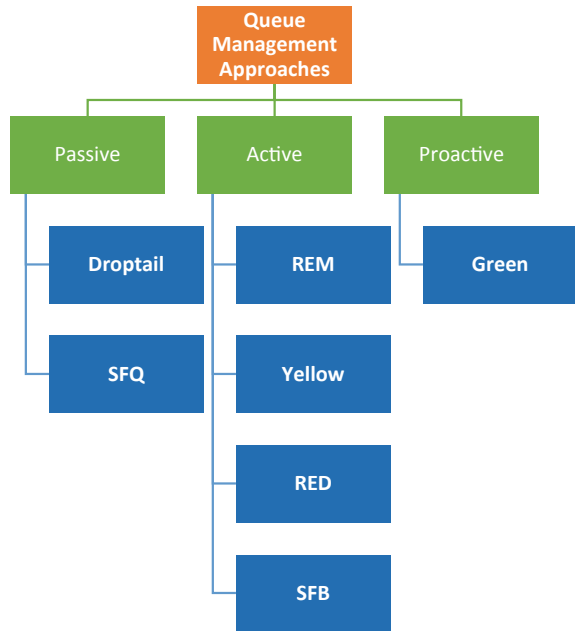 Queue
Management
Approaches
Passive
Active
Proactive
Droptail
REM
Green
SFQ
Yellow
RED
SFB